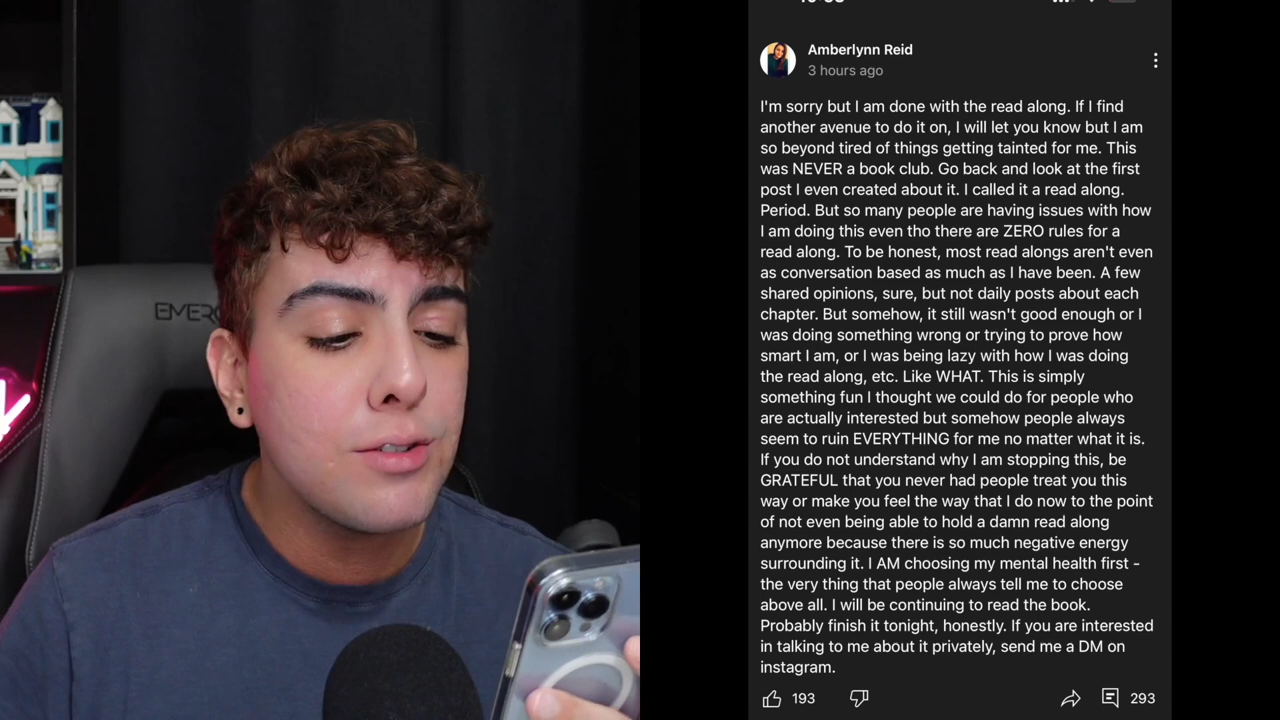 EMER
Amberlynn Reid
3 hours ago
I'm sorry but I am done with the read along. If I find
another avenue to do it on, I will let you know but I am
so beyond tired of things getting tainted for me. This
was NEVER a book club. Go back and look at the first
post I even created about it. I called it a read along.
Period. But so many people are having issues with how
I am doing this even tho there are ZERO rules for a
read along. To be honest, most read alongs aren't even
as conversation based as much as I have been. A few
shared opinions, sure, but not daily posts about each
chapter. But somehow, it still wasn't good enough or I
was doing something wrong or trying to prove how
smart I am, or I was being lazy with how I was doing
the read along, etc. Like WHAT. This is simply
something fun I thought we could do for people who
are actually interested but somehow people always
seem to ruin EVERYTHING for me no matter what it is.
If you do not understand why I am stopping this, be
GRATEFUL that you never had people treat you this
way or make you feel the way that I do now to the point
of not even being able to hold a damn read along
anymore because there is so much negative energy
surrounding it. I AM choosing my mental health first -
the very thing that people always tell me to choose
above all. I will be continuing to read the book.
Probably finish it tonight, honestly. If you are interested
in talking to me about it privately, send me a DM on
instagram.
193
293